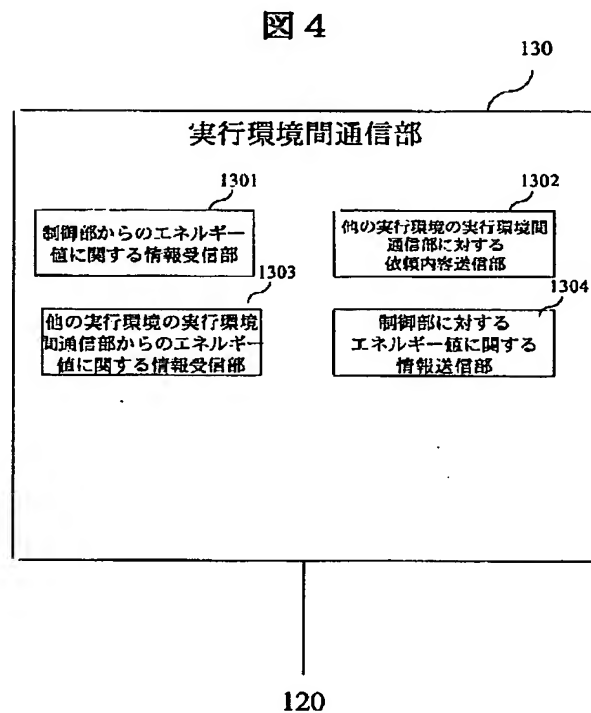 図4
130
実行環境間通信部
1301
制御部からのエネルギー
値に関する情報受信部
1302
他の実行環境の実行環境間
通信部に対する
依頼内容送信部
1303
他の実行環境の実行環境
間通信部からのエネルギー
値に関する情報受信部
1304
制御部に対する
エネルギー値に関する
情報送信部
120